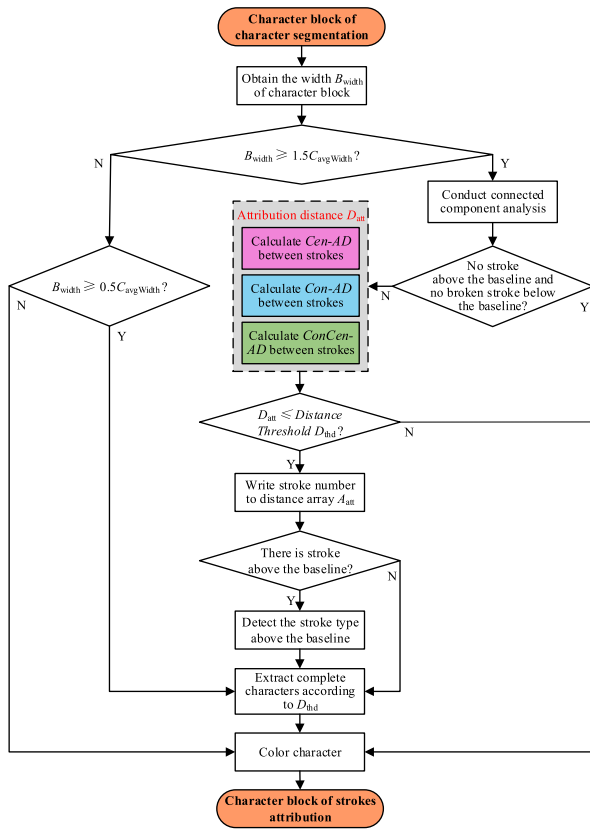 Character block of
character segmentation
Obtain the width Bwidth
of character block
Bwidth ≥ 1.5CavgWidth?
N
Y
Conduct connected
component analysis
Attribution distance Datt
Calculate Cen-AD
between strokes
Calculate Con-AD
between strokes
Calculate ConCen-
AD between strokes
No stroke
above the baseline and
no broken stroke below
the baseline?
N
Y
Bwidth ≥ 0.5CavgWidth?
N
Y
Datt ≤ Distance
Threshold Dthd?
N
Y
Write stroke number
to distance array Aatt
There is stroke
above the baseline?
N
Y
Detect the stroke type
above the baseline
Extract complete
characters according
to Dthd
Color character
Character block of strokes
attribution